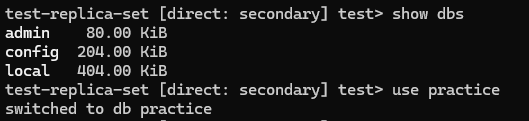 test-replica-set [direct: secondary] test> show dbs
admin    80.00 KiB
config  204.00 KiB
local   404.00 KiB
test-replica-set [direct: secondary] test> use practice
switched to db practice